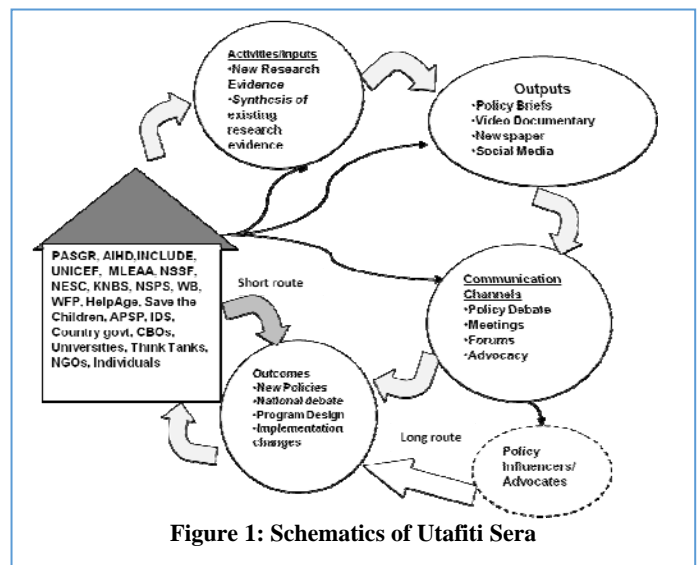 Activities/Inputs
•New Research
Evidence
•Synthesis of
existing
research
evidence
Outputs
•Policy Briefs
•Video Documentary
•Newspaper
•Social Media
PASGR, AIHD,INCLUDE,
UNICEF, MLEAA, NSSF,
NESC, KNBS, NSPS, WB,
WFP, HelpAge, Save the
Children, APSP, IDS,
Country govt, CBOs,
Universities, Think Tanks,
NGOs, Individuals
Short route
Communication
Channels
•Policy Debate
•Meetings
•Forums
•Advocacy
Outcomes
•New Policies
•National debate
•Program Design
•Implementation
changes
Long route
Policy
Influencers/
Advocates
Figure 1: Schematics of Utafiti Sera